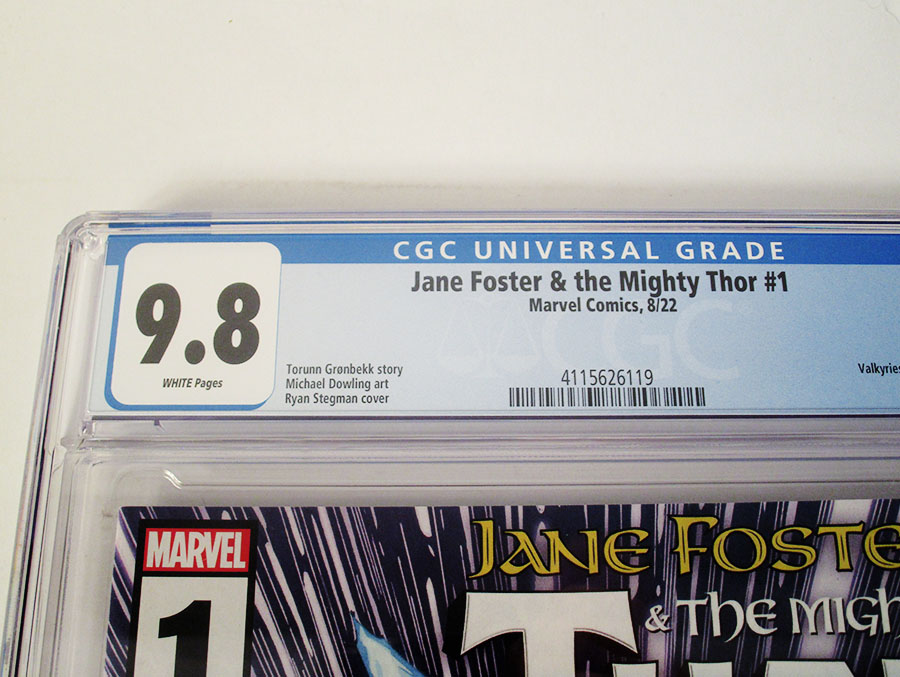 CGC UNIVERSAL GRADE
Jane Foster & the Mighty Thor #1
Marvel Comics, 8/22
9.8
WHITE Pages
Torunn Grønbekk story
Michael Dowling art
Ryan Stegman cover
4115626119
Valkyries
CGC
MARVEL
1
JANE FOSTE
& THE MIGH